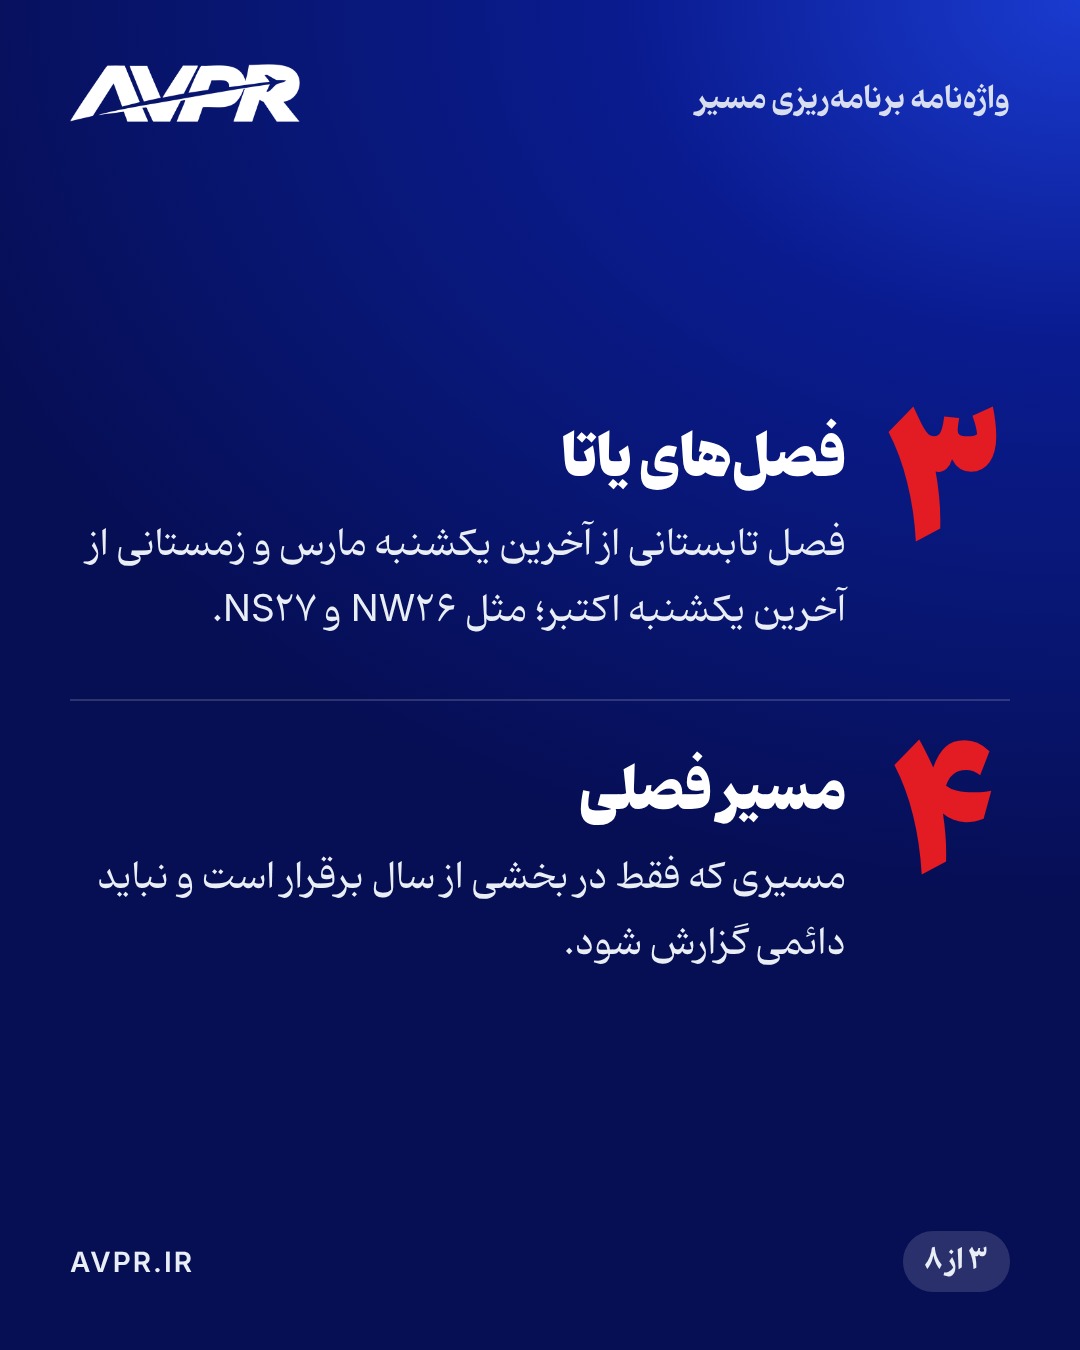 واژه‌نامه برنامه‌ریزی مسیر
AVPR
۳
فصل‌های یاتا
فصل تابستانی از آخرین یکشنبه مارس و زمستانی از
آخرین یکشنبه اکتبر؛ مثل NW۲۶ و NS۲۷.
۴
مسیر فصلی
مسیری که فقط در بخشی از سال برقرار است و نباید
دائمی گزارش شود.
۳ از ۸
AVPR.IR